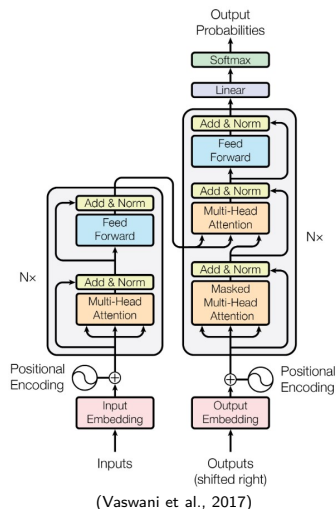 Output
Probabilities
Softmax
Linear
Add & Norm
Feed
Forward
Add & Norm
Multi-Head
Attention
Nx
Add & Norm
Masked
Multi-Head
Attention
Positional
Encoding
Output
Embedding
Outputs
(shifted right)
Add & Norm
Feed
Forward
Nx
Add & Norm
Multi-Head
Attention
Positional
Encoding
Input
Embedding
Inputs
(Vaswani et al., 2017)